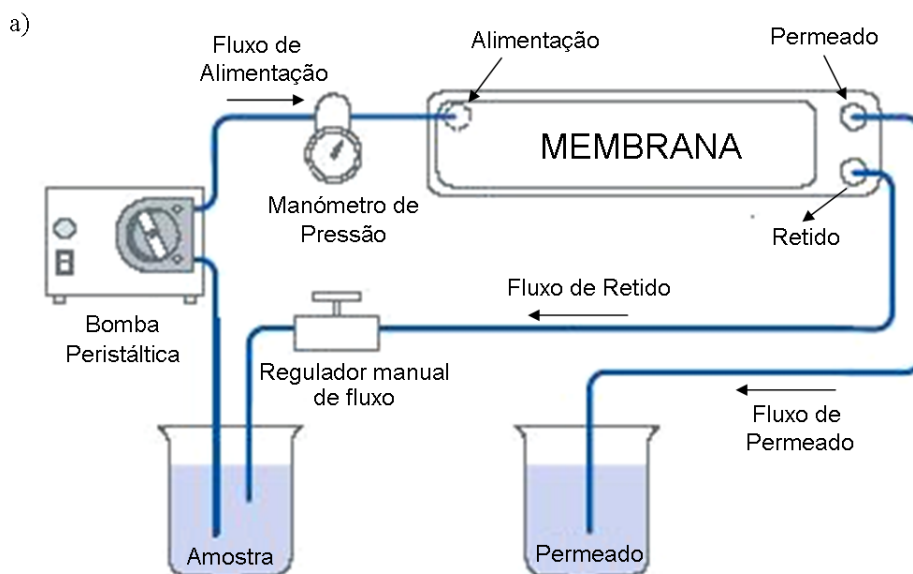 a)
Fluxo de
Alimentação
Alimentação
Permeado
MEMBRANA
Manómetro de
Pressão
Retido
Bomba
Peristáltica
Fluxo de Retido
Regulador manual
de fluxo
Fluxo de
Permeado
Amostra
Permeado